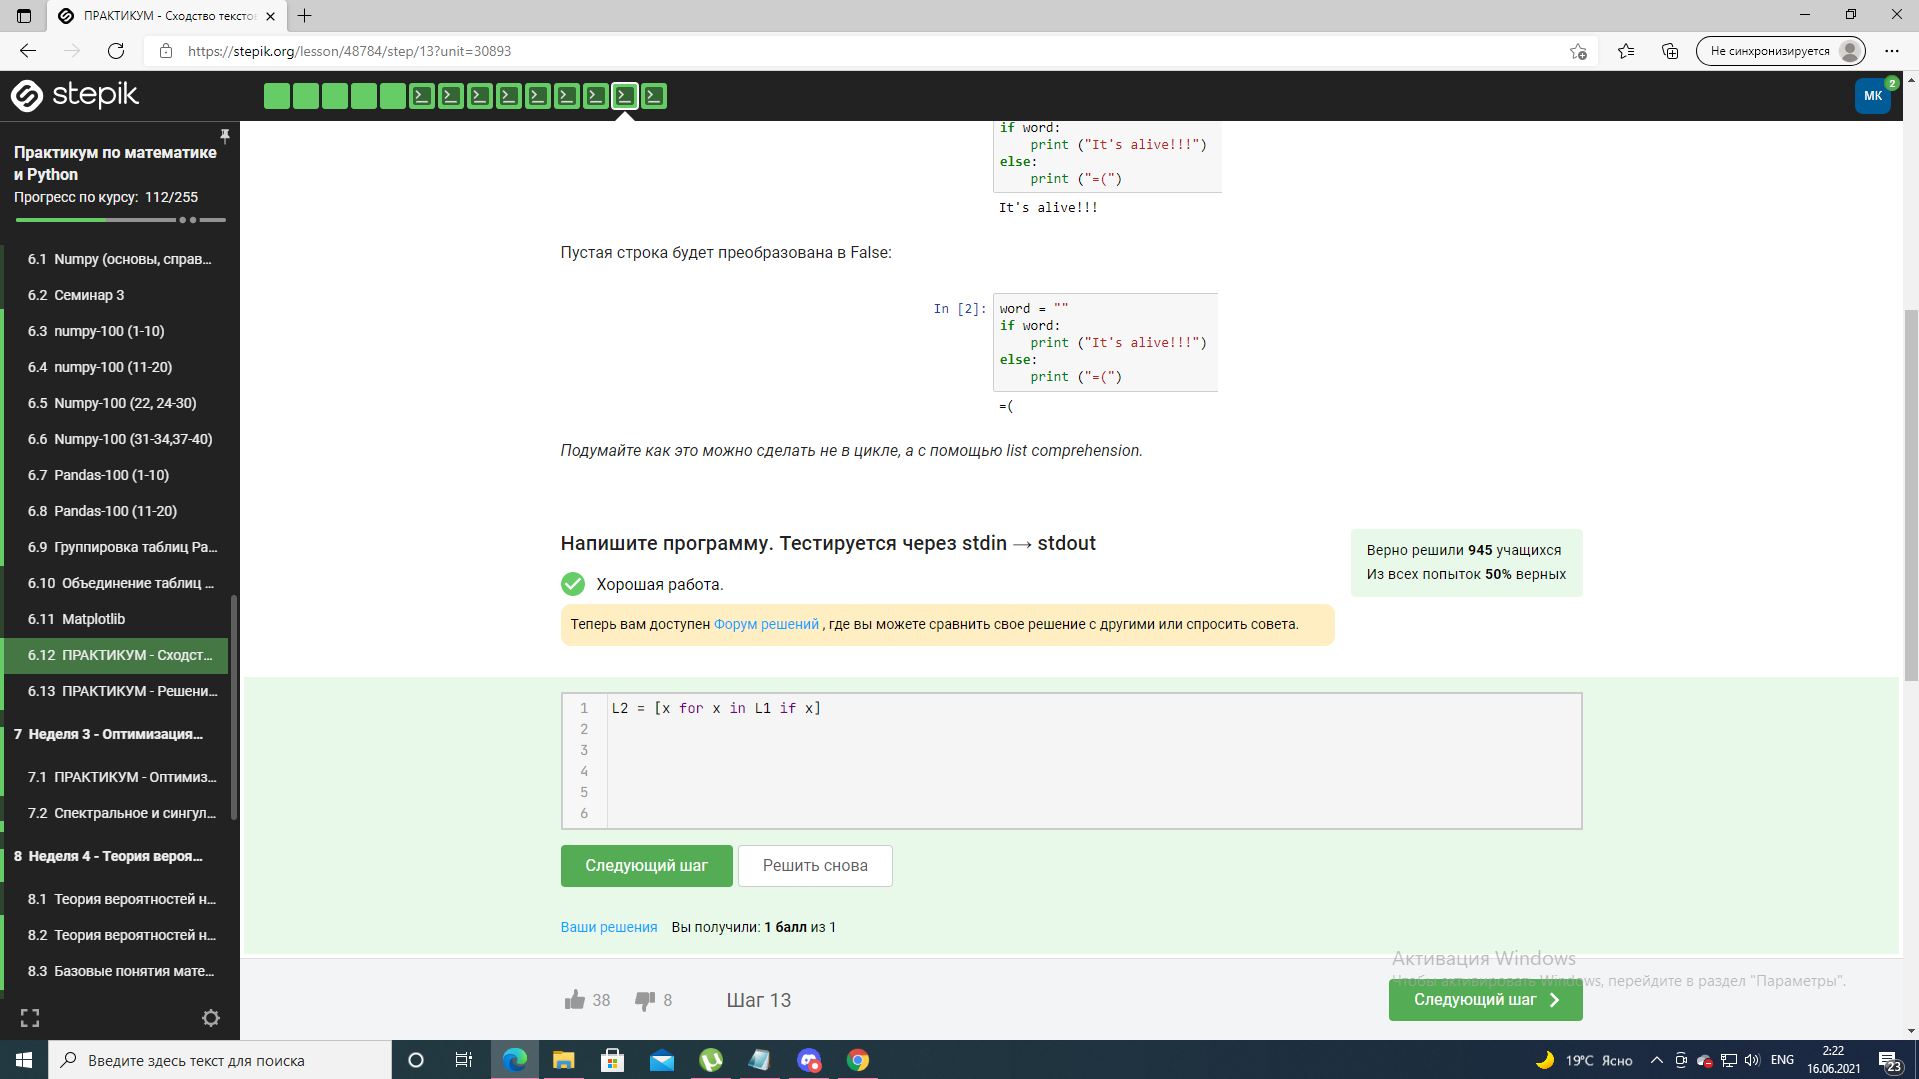 ПРАКТИКУМ - Сходство тексто
https://stepik.org/lesson/48784/step/13?unit=30893
Не синхронизируется
stepik
МК
2
Практикум по математике
и Python
Прогресс по курсу: 112/255
6.1 Numpy (основы, справ...
6.2 Семинар 3
6.3 numpy-100 (1-10)
6.4 numpy-100 (11-20)
6.5 Numpy-100 (22, 24-30)
6.6 Numpy-100 (31-34,37-40)
6.7 Pandas-100 (1-10)
6.8 Pandas-100 (11-20)
6.9 Группировка таблиц Pa...
6.10 Объединение таблиц ...
6.11 Matplotlib
6.12 ПРАКТИКУМ - Сходст...
6.13 ПРАКТИКУМ - Решени...
7 Неделя 3 - Оптимизация...
7.1 ПРАКТИКУМ - Оптимиз...
7.2 Спектральное и сингул...
8 Неделя 4 - Теория вероя...
8.1 Теория вероятностей н...
8.2 Теория вероятностей н...
8.3 Базовые понятия мате...
if word:
print ("It's alive!!!")
else:
print ("=(")
It's alive!!!
Пустая строка будет преобразована в False:
In [2]: word = ""
if word:
print ("It's alive!!!")
else:
print ("=(")
=(
Подумайте как это можно сделать не в цикле, а с помощью list comprehension.
Напишите программу. Тестируется через stdin → stdout
Верно решили 945 учащихся
Из всех попыток 50% верных
Хорошая работа.
Теперь вам доступен Форум решений , где вы можете сравнить свое решение с другими или спросить совета.
1 L2 = [x for x in L1 if x]
2
3
4
5
6
Следующий шаг
Решить снова
Ваши решения Вы получили: 1 балл из 1
38 8 Шаг 13
Следующий шаг
Активация Windows
Чтобы активировать Windows, перейдите в раздел "Параметры".
Введите здесь текст для поиска
19°C Ясно
ENG
2:22
16.06.2021
23